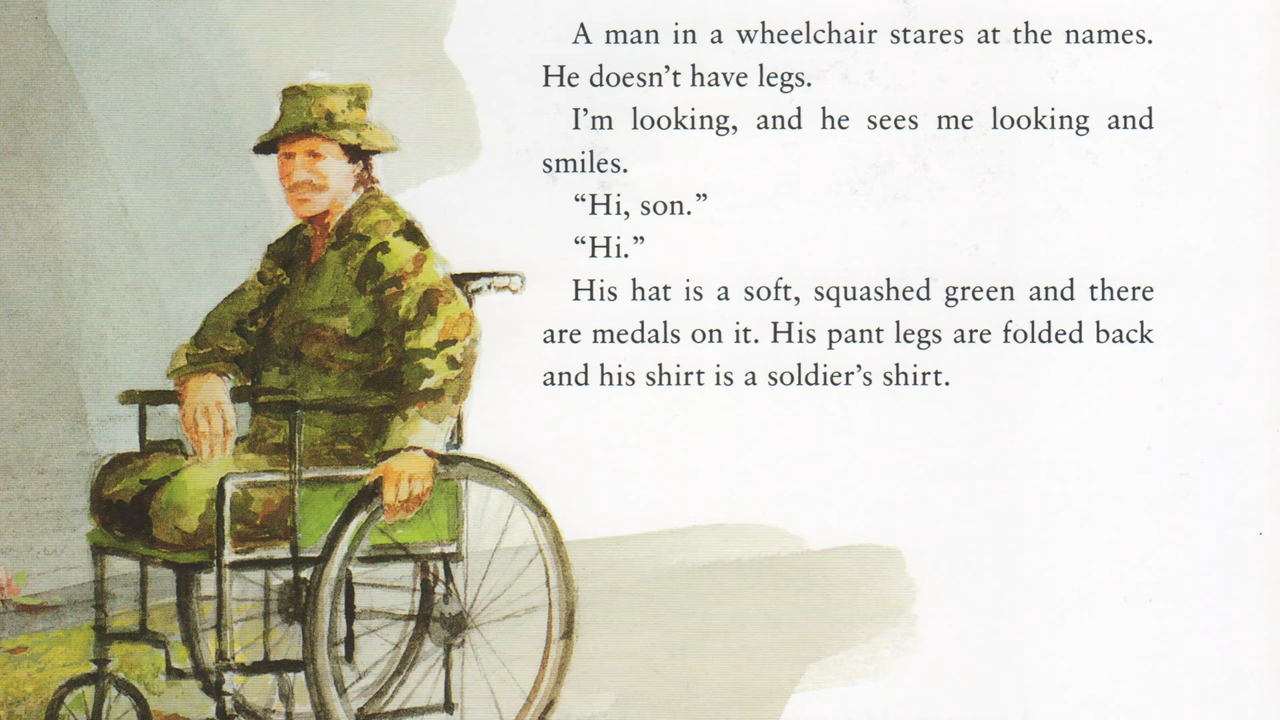 A man in a wheelchair stares at the names.
He doesn’t have legs.
I’m looking, and he sees me looking and
smiles.
“Hi, son.”
“Hi.”
His hat is a soft, squashed green and there
are medals on it. His pant legs are folded back
and his shirt is a soldier’s shirt.